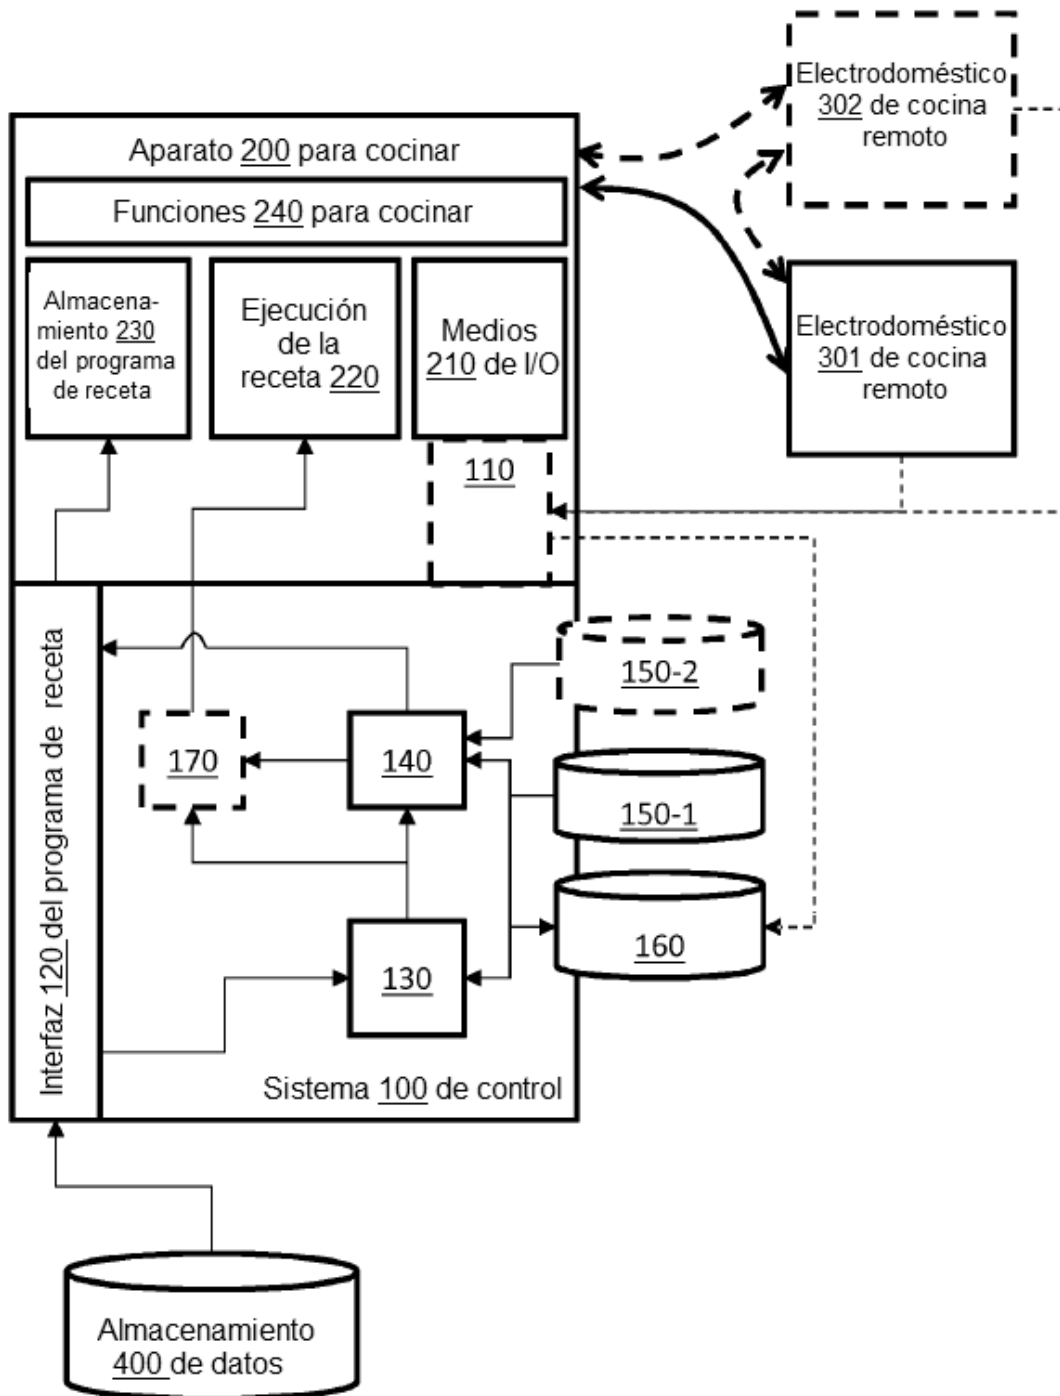 Electrodoméstico
302 de cocina
remoto
Aparato 200 para cocinar
Funciones 240 para cocinar
Almacena-
miento 230
del programa
de receta
Ejecución
de la
receta 220
Medios
210 de I/O
Electrodoméstico
301 de cocina
remoto
110
Interfaz 120 del programa de receta
150-2
170
140
150-1
160
130
Sistema 100 de control
Almacenamiento
400 de datos